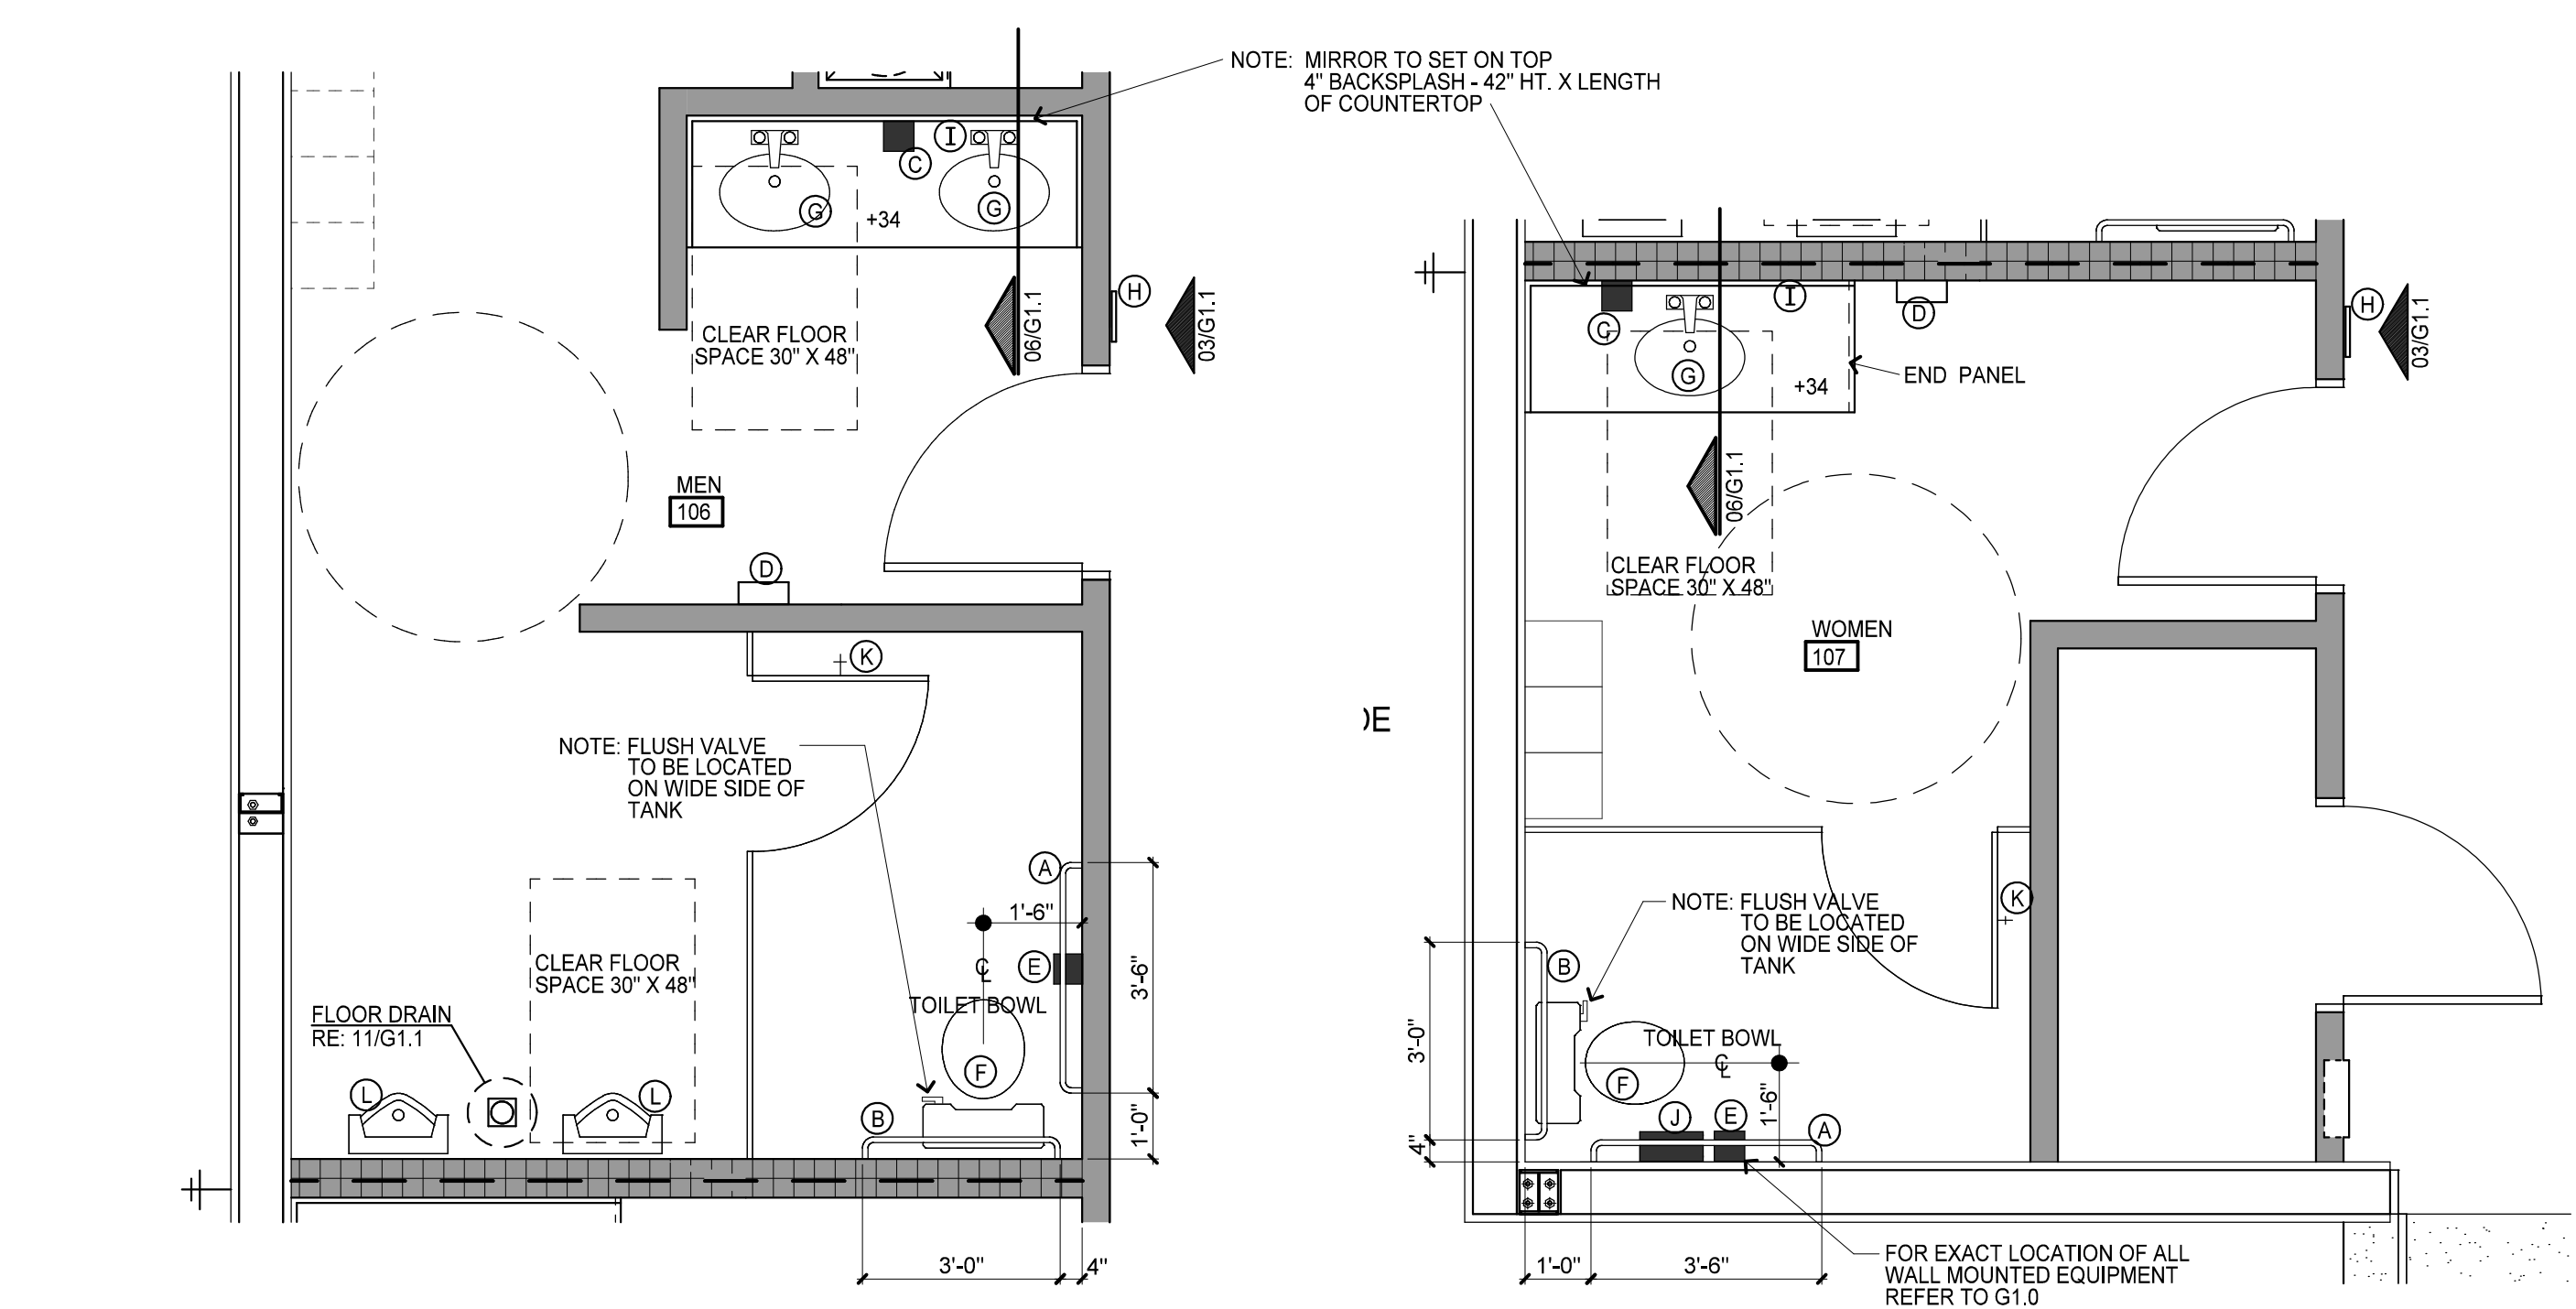 NOTE: MIRROR TO SET ON TOP
4" BACKSPLASH - 42" HT. X LENGTH
OF COUNTERTOP
C
I
G
G
+34
H
CLEAR FLOOR
SPACE 30" X 48"
06/G1.1
03/G1.1
MEN
106
D
K
NOTE: FLUSH VALVE
TO BE LOCATED
ON WIDE SIDE OF
TANK
A
1'-6"
CLEAR FLOOR
SPACE 30" X 48"
E
3'-6"
TOILET BOWL
FLOOR DRAIN
RE: 11/G1.1
F
L
L
B
1'-0"
3'-0"
4"
C
I
D
H
03/G1.1
G
+34
END PANEL
06/G1.1
CLEAR FLOOR
SPACE 30" X 48"
WOMEN
107
)E
K
NOTE: FLUSH VALVE
TO BE LOCATED
ON WIDE SIDE OF
TANK
B
3'-0"
TOILET BOWL
F
J
E
1'-6"
A
4"
1'-0"
3'-6"
FOR EXACT LOCATION OF ALL
WALL MOUNTED EQUIPMENT
REFER TO G1.0